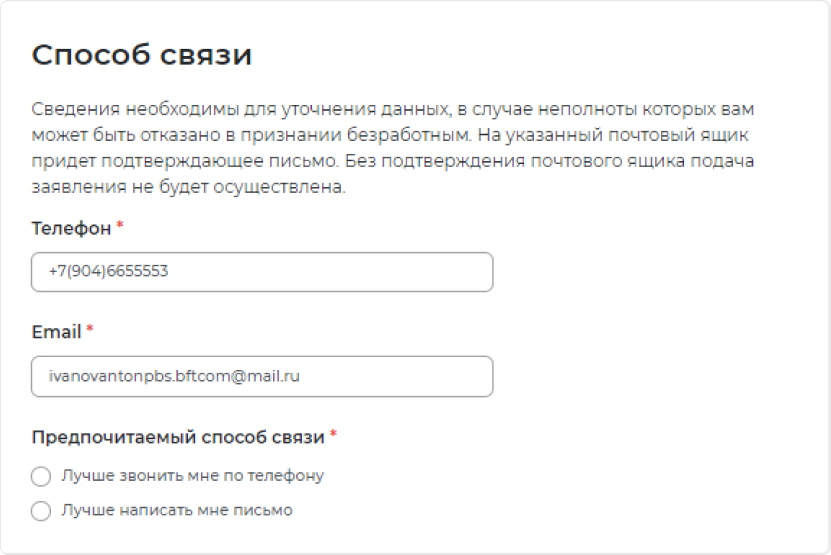 Способ связи
Сведения необходимы для уточнения данных, в случае неполноты которых вам
может быть отказано в признании безработным. На указанный почтовый ящик
придет подтверждающее письмо. Без подтверждения почтового ящика подача
заявления не будет осуществлена.
Телефон *
+7(904)6655553
Email *
ivanovantonpbs.bftcom@mail.ru
Предпочитаемый способ связи *
Лучше звонить мне по телефону
Лучше написать мне письмо